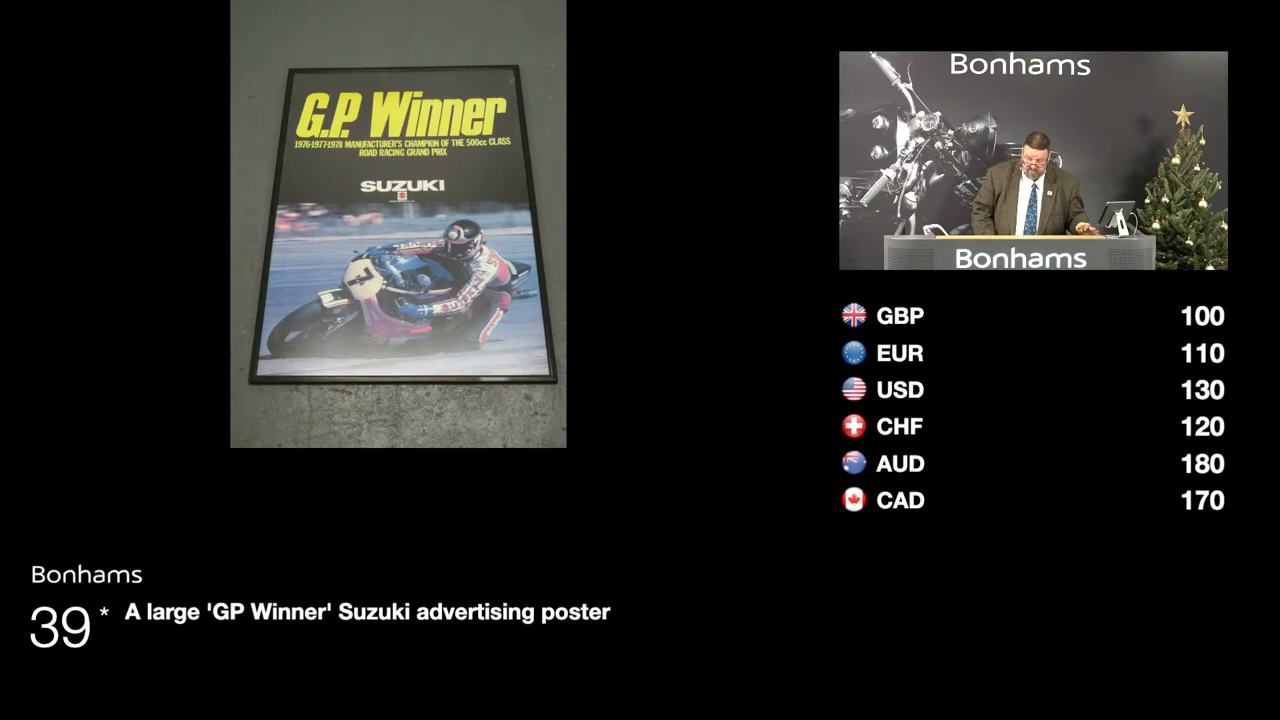 G.P. Winner
1976-1977-1978 MANUFACTURER'S CHAMPION OF THE 500cc CLASS
ROAD RACING GRAND PRIX
SUZUKI
7
Bonhams
Bonhams
GBP 100
EUR 110
USD 130
CHF 120
AUD 180
CAD 170
Bonhams
39 * A large 'GP Winner' Suzuki advertising poster